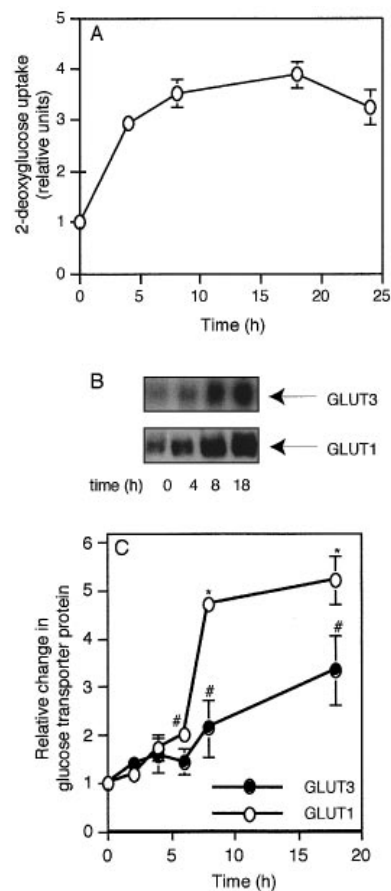 A
2-deoxyglucose uptake
(relative units)
5
4
3
2
1
0
0 5 10 15 20 25
Time (h)
B
GLUT3
GLUT1
time (h) 0 4 8 18
C
Relative change in
glucose transporter protein
6
5
4
3
2
1
0
* *
# # #
GLUT3
GLUT1
0 5 10 15 20
Time (h)